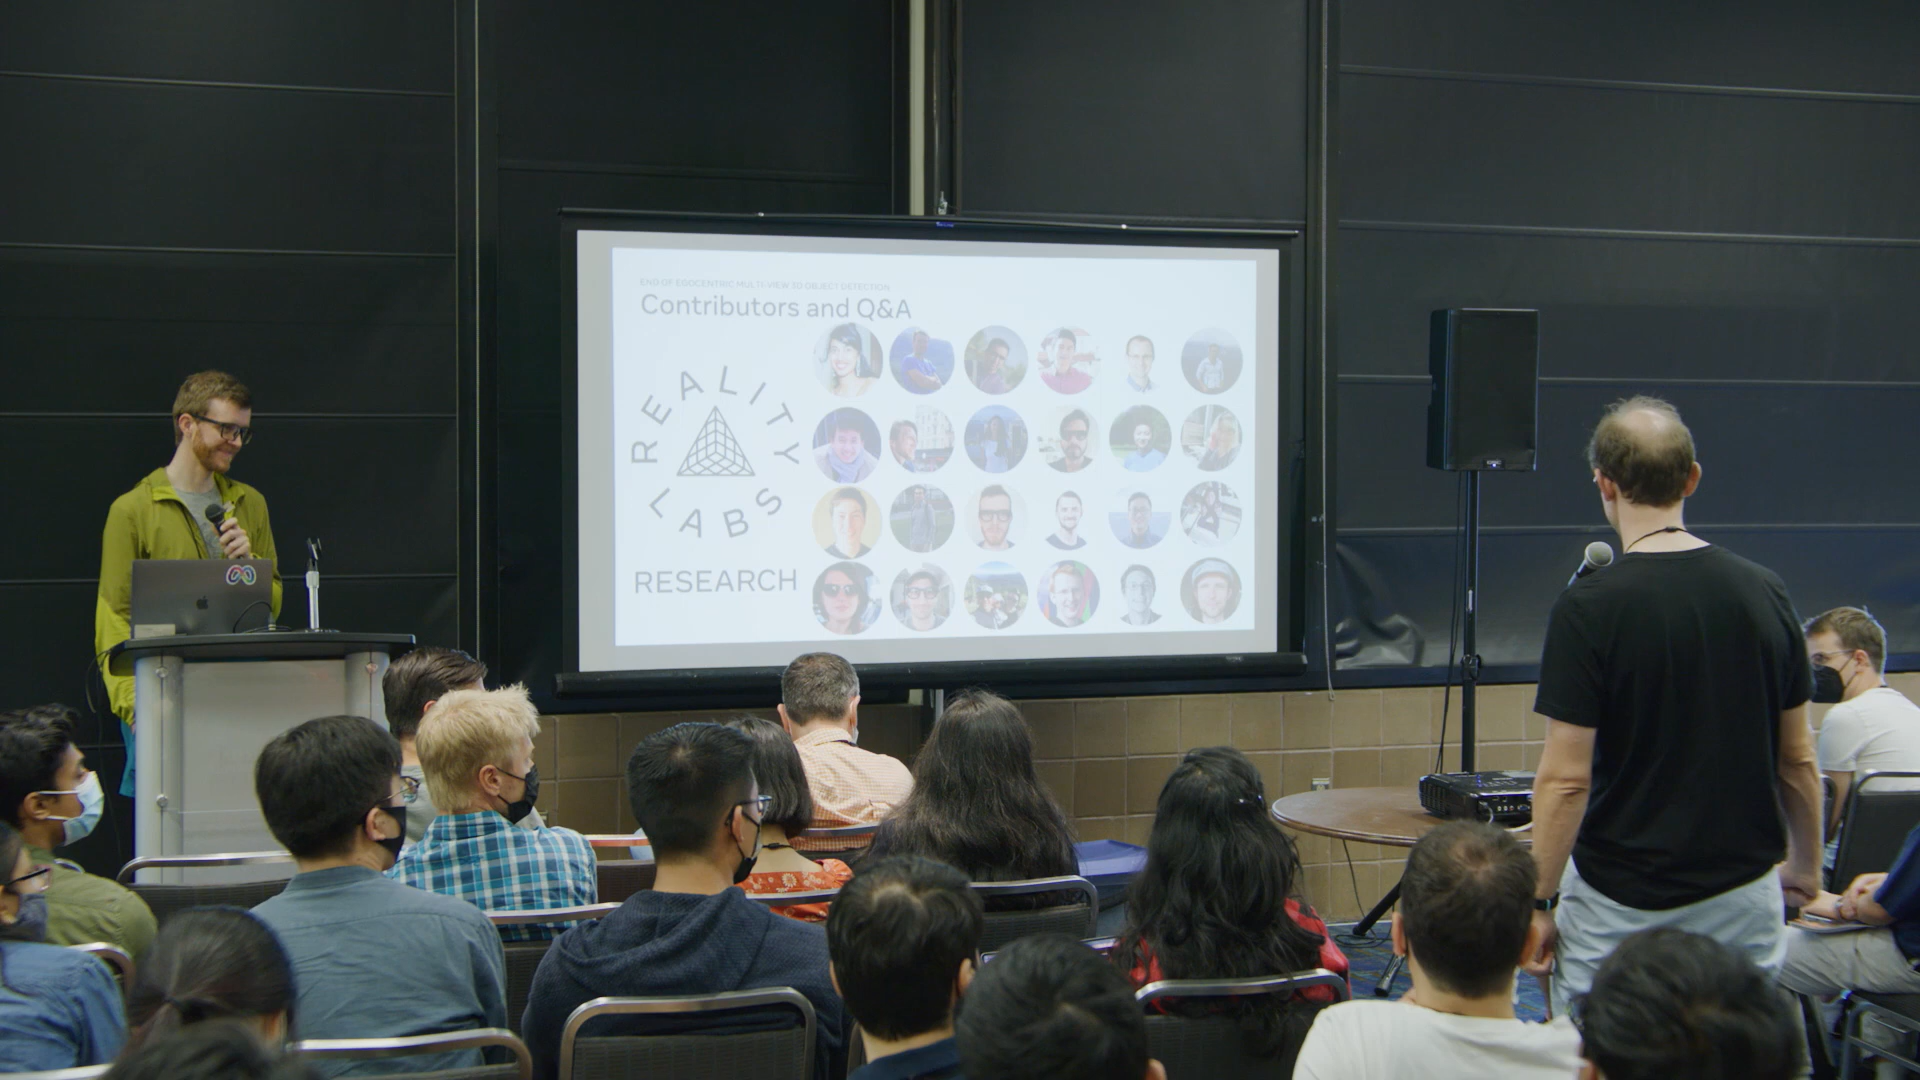 END OF EGOCENTRIC MULTI-VIEW 3D OBJECT DETECTION
Contributors and Q&A
REALITY
LABS
RESEARCH